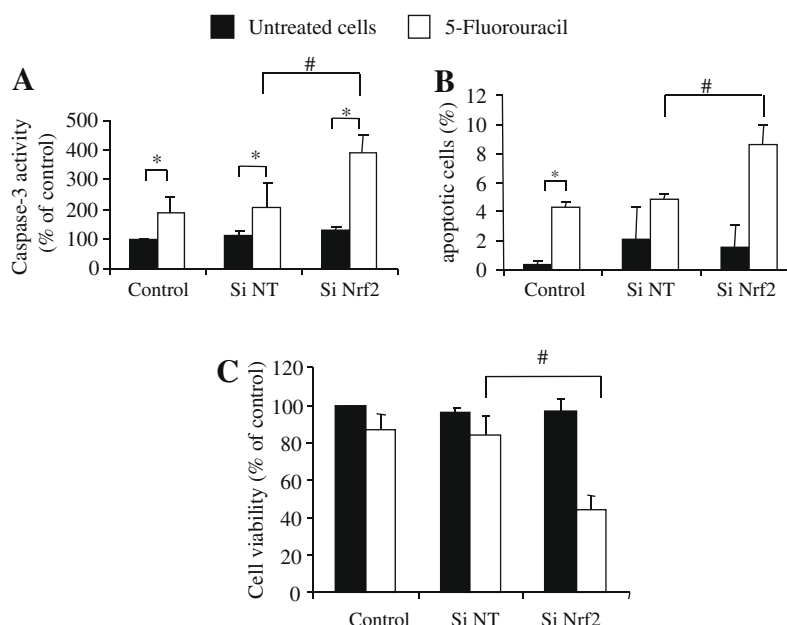 Untreated cells 5-Fluorouracil
A
#
Caspase-3 activity
(% of control)
500
400
300
200
100
0
*
*
*
Control Si NT Si Nrf2
B
#
apoptotic cells (%)
12
10
8
6
4
2
0
*
Control Si NT Si Nrf2
C
#
Cell viability (% of control)
120
100
80
60
40
20
0
Control Si NT Si Nrf2